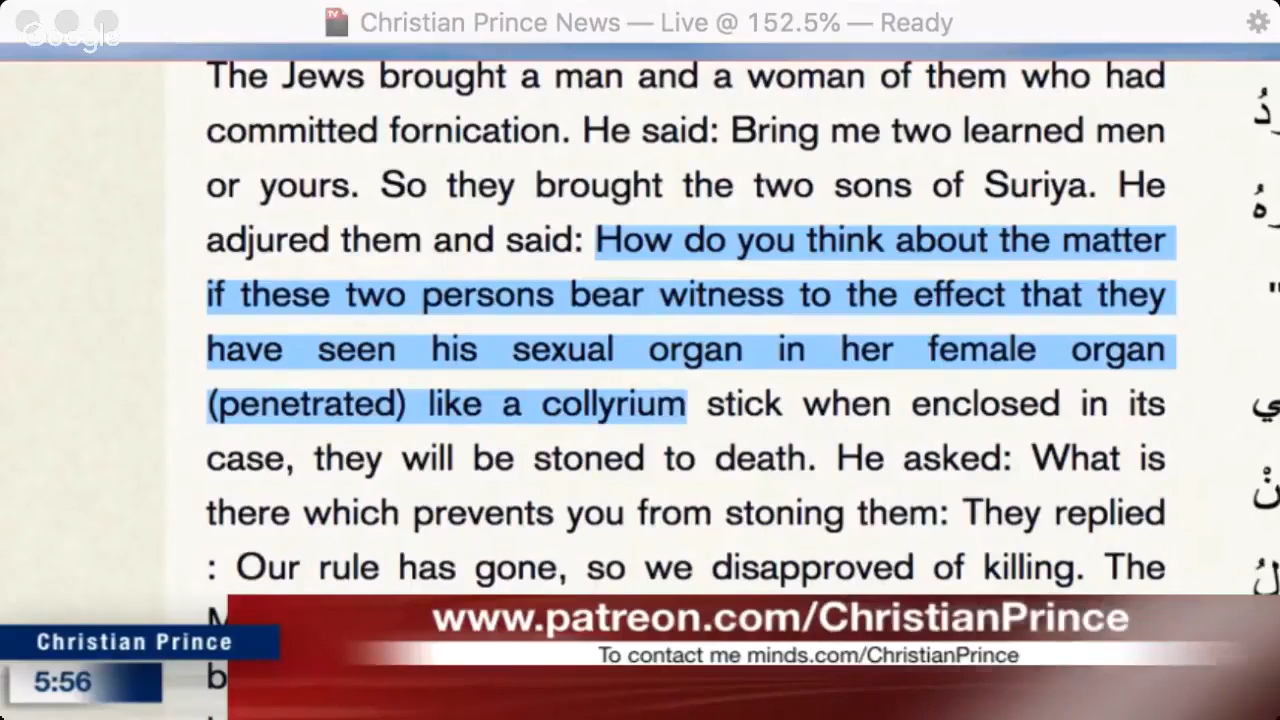 Christian Prince News — Live @ 152.5% — Ready
Google
The Jews brought a man and a woman of them who had
committed fornication. He said: Bring me two learned men
or yours. So they brought the two sons of Suriya. He
adjured them and said: How do you think about the matter
if these two persons bear witness to the effect that they
have seen his sexual organ in her female organ
(penetrated) like a collyrium stick when enclosed in its
case, they will be stoned to death. He asked: What is
there which prevents you from stoning them: They replied
: Our rule has gone, so we disapproved of killing. The
www.patreon.com/ChristianPrince
Christian Prince
To contact me minds.com/ChristianPrince
5:56